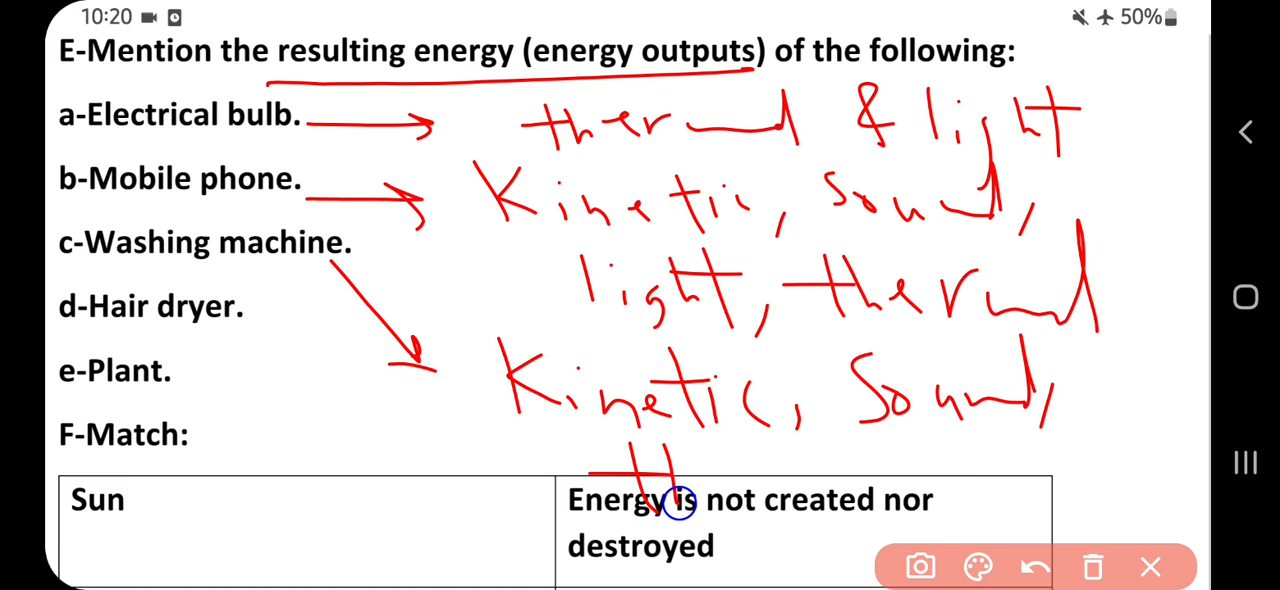 10:20 50%
E-Mention the resulting energy (energy outputs) of the following:
a-Electrical bulb. thermal & light
b-Mobile phone. Kinetic, sound,
light, thermal
c-Washing machine.
d-Hair dryer.
e-Plant. Kinetic, Sound,
F-Match:
th
Sun
Energy is not created nor
destroyed